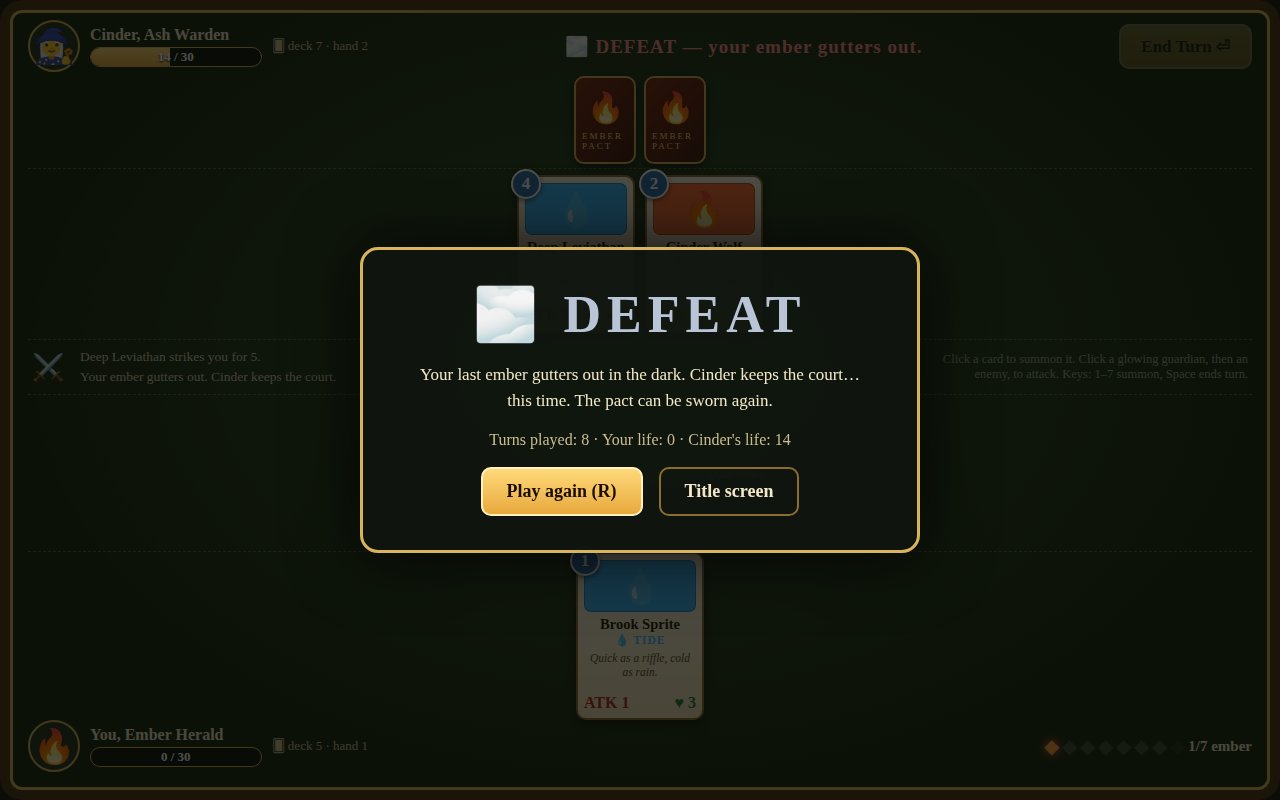 Cinder, Ash Warden
14 / 30
deck 7 · hand 2
DEFEAT — your ember gutters out.
End Turn ⏎
EMBER
PACT
EMBER
PACT
4
2
Deep Leviathan
Cinder Wolf
DEFEAT
Your last ember gutters out in the dark. Cinder keeps the court…
this time. The pact can be sworn again.
Turns played: 8 · Your life: 0 · Cinder's life: 14
Play again (R)
Title screen
Deep Leviathan strikes you for 5.
Your ember gutters out. Cinder keeps the court.
Click a card to summon it. Click a glowing guardian, then an
enemy, to attack. Keys: 1–7 summon, Space ends turn.
1
Brook Sprite
TIDE
Quick as a riffle, cold
as rain.
ATK 1
♥ 3
You, Ember Herald
0 / 30
deck 5 · hand 1
1/7 ember